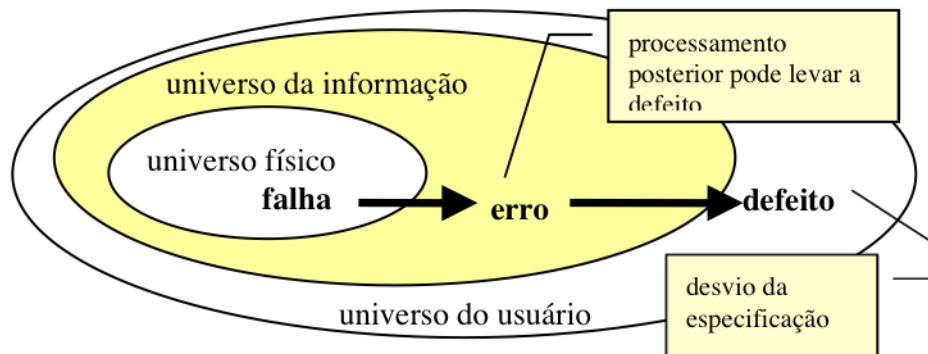 processamento
posterior pode levar a
defeito
universo da informação
universo físico
falha
erro
defeito
desvio da
especificação
universo do usuário